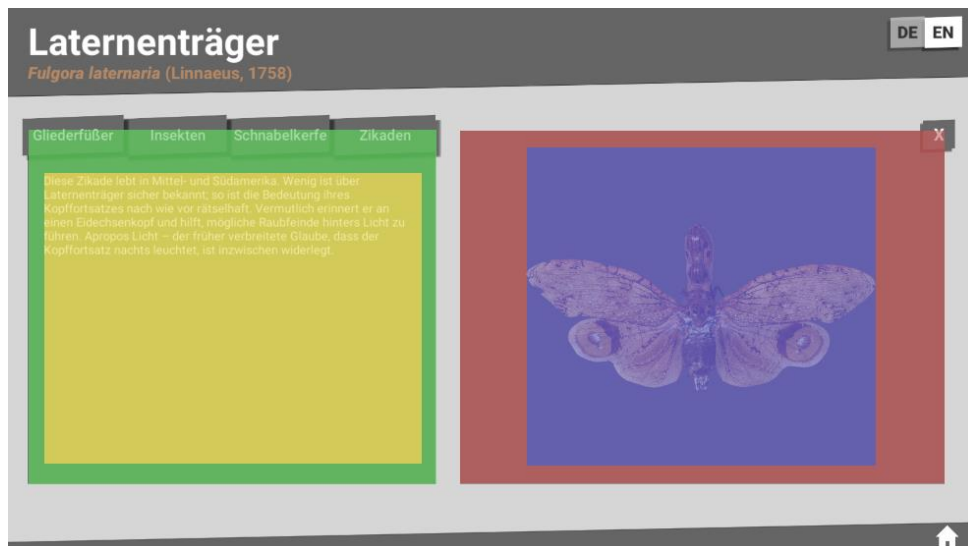 Laternenträger
Fulgora laternaria (Linnaeus, 1758)
DE EN
Gliederfüßer Insekten Schnabelkerfe Zikaden
X
Diese Zikade lebt in Mittel- und Südamerika. Wenig ist über
Laternenträger sicher bekannt; so ist die Bedeutung ihres
Kopffortsatzes nach wie vor rätselhaft. Vermutlich erinnert er an
einen Eidechsenkopf und hilft, mögliche Raubfeinde hinters Licht zu
führen. Apropos Licht – der früher verbreitete Glaube, dass der
Kopffortsatz nachts leuchtet, ist inzwischen widerlegt.